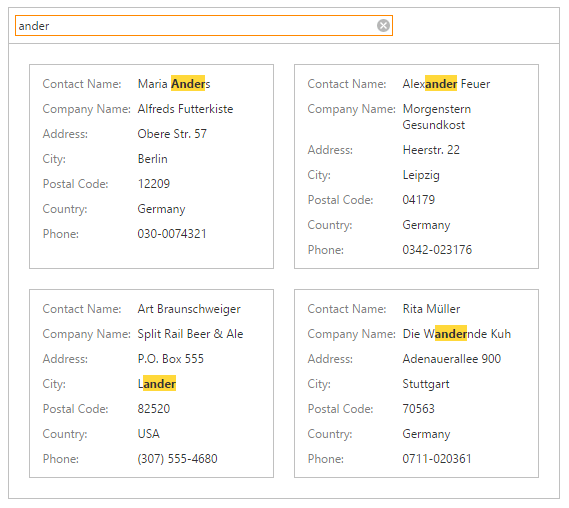 ander
Contact Name: Maria Anders
Company Name: Alfreds Futterkiste
Address: Obere Str. 57
City: Berlin
Postal Code: 12209
Country: Germany
Phone: 030-0074321
Contact Name: Alexander Feuer
Company Name: Morgenstern
Gesundkost
Address: Heerstr. 22
City: Leipzig
Postal Code: 04179
Country: Germany
Phone: 0342-023176
Contact Name: Art Braunschweiger
Company Name: Split Rail Beer & Ale
Address: P.O. Box 555
City: Lander
Postal Code: 82520
Country: USA
Phone: (307) 555-4680
Contact Name: Rita Müller
Company Name: Die Wandernde Kuh
Address: Adenauerallee 900
City: Stuttgart
Postal Code: 70563
Country: Germany
Phone: 0711-020361